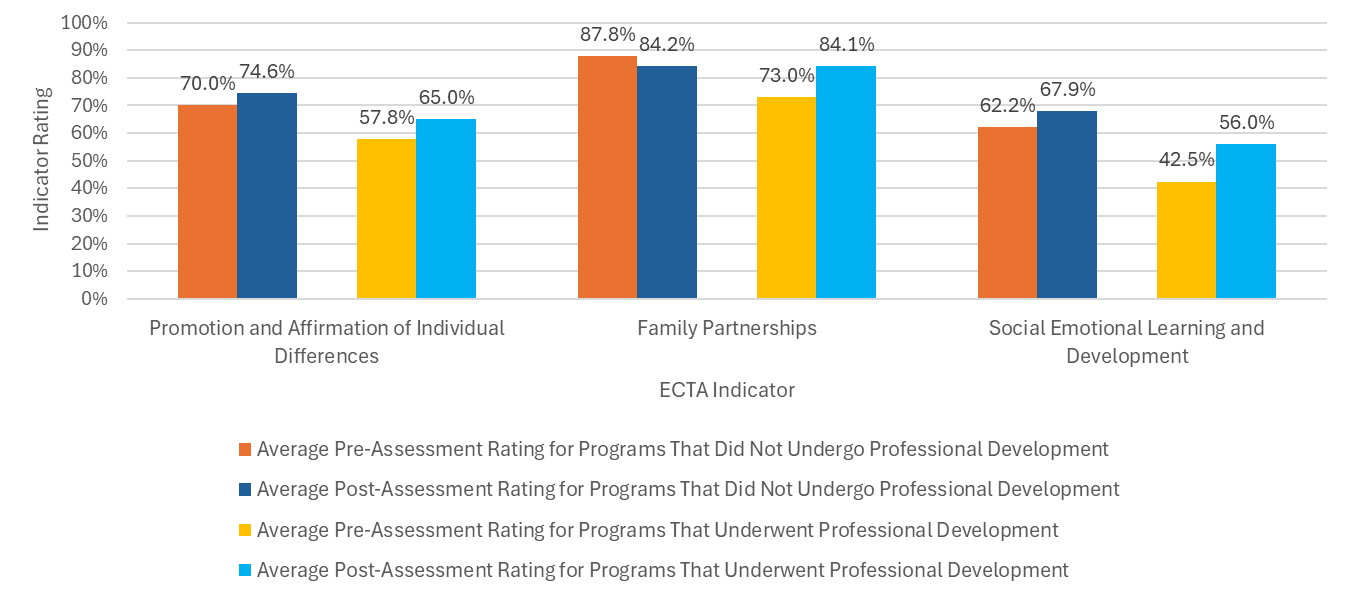 100%
90%
80%
70%
60%
50%
40%
30%
20%
10%
0%
Indicator Rating
70.0%
74.6%
57.8%
65.0%
87.8%
84.2%
73.0%
84.1%
62.2%
67.9%
42.5%
56.0%
Promotion and Affirmation of Individual
Differences
Family Partnerships
Social Emotional Learning and
Development
ECTA Indicator
Average Pre-Assessment Rating for Programs That Did Not Undergo Professional Development
Average Post-Assessment Rating for Programs That Did Not Undergo Professional Development
Average Pre-Assessment Rating for Programs That Underwent Professional Development
Average Post-Assessment Rating for Programs That Underwent Professional Development